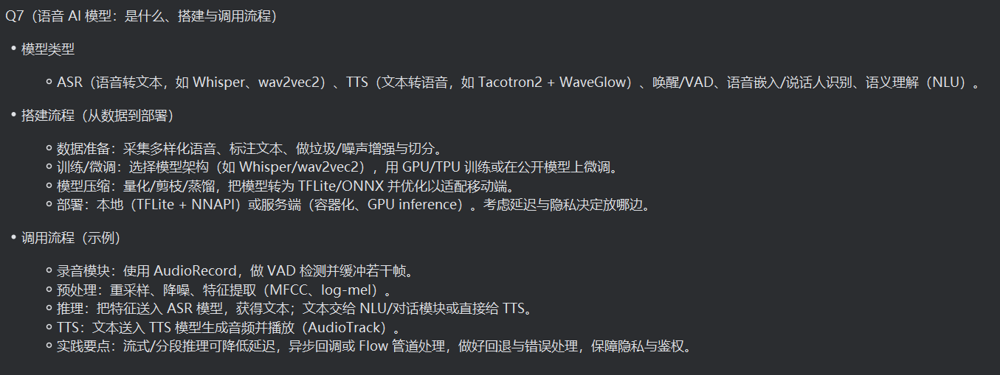 Q7（语音 AI 模型：是什么、搭建与调用流程）
• 模型类型
○ ASR（语音转文本，如 Whisper、wav2vec2）、TTS（文本转语音，如 Tacotron2 + WaveGlow）、唤醒/VAD、语音嵌入/说话人识别、语义理解（NLU）。
• 搭建流程（从数据到部署）
○ 数据准备：采集多样化语音、标注文本、做垃圾/噪声增强与切分。
○ 训练/微调：选择模型架构（如 Whisper/wav2vec2），用 GPU/TPU 训练或在公开模型上微调。
○ 模型压缩：量化/剪枝/蒸馏，把模型转为 TFLite/ONNX 并优化以适配移动端。
○ 部署：本地（TFLite + NNAPI）或服务端（容器化、GPU inference）。考虑延迟与隐私决定放哪边。
• 调用流程（示例）
○ 录音模块：使用 AudioRecord，做 VAD 检测并缓冲若干帧。
○ 预处理：重采样、降噪、特征提取（MFCC、log-mel）。
○ 推理：把特征送入 ASR 模型，获得文本；文本交给 NLU/对话模块或直接给 TTS。
○ TTS：文本送入 TTS 模型生成音频并播放（AudioTrack）。
○ 实践要点：流式/分段推理可降低延迟，异步回调或 Flow 管道处理，做好回退与错误处理，保障隐私与鉴权。